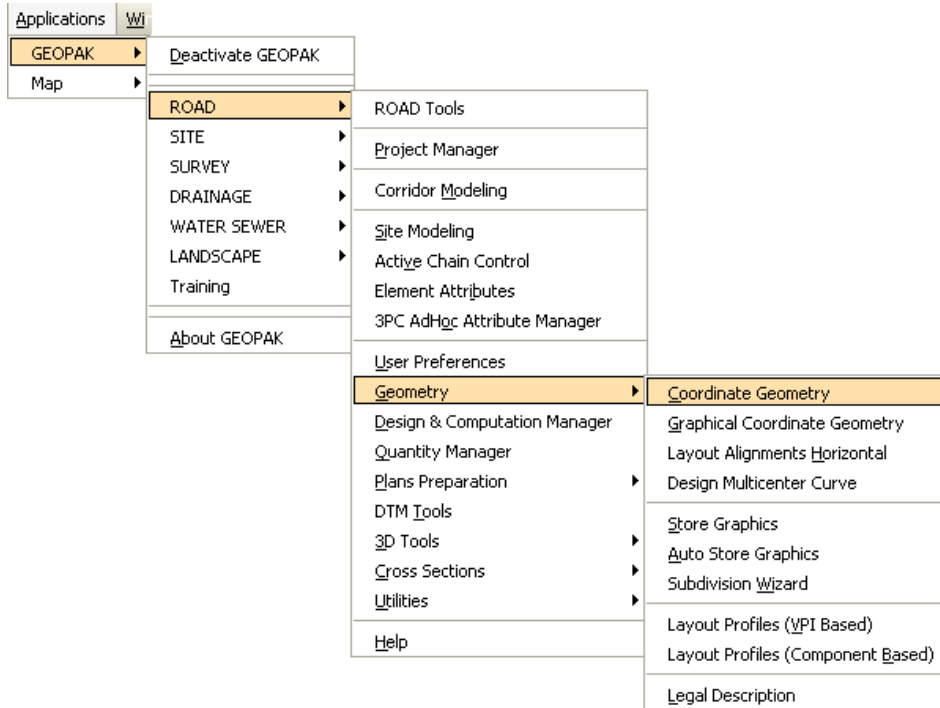 Applications Wi
GEOPAK
Map
Deactivate GEOPAK
ROAD
SITE
SURVEY
DRAINAGE
WATER SEWER
LANDSCAPE
Training
About GEOPAK
ROAD Tools
Project Manager
Corridor Modeling
Site Modeling
Active Chain Control
Element Attributes
3PC AdHoc Attribute Manager
User Preferences
Geometry
Design & Computation Manager
Quantity Manager
Plans Preparation
DTM Tools
3D Tools
Cross Sections
Utilities
Help
Coordinate Geometry
Graphical Coordinate Geometry
Layout Alignments Horizontal
Design Multicenter Curve
Store Graphics
Auto Store Graphics
Subdivision Wizard
Layout Profiles (VPI Based)
Layout Profiles (Component Based)
Legal Description